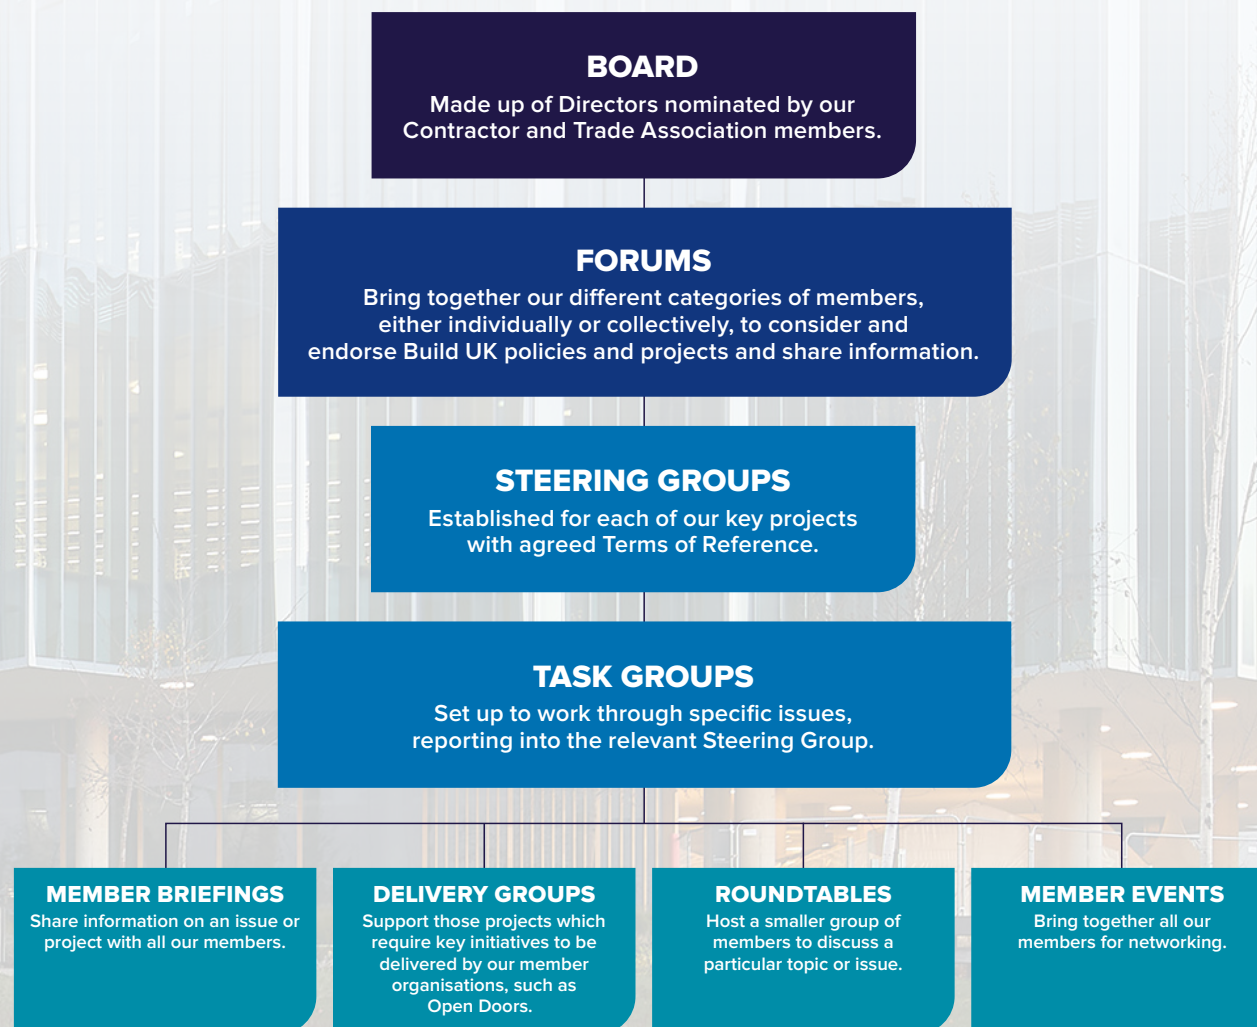 BOARD
Made up of Directors nominated by our
Contractor and Trade Association members.
FORUMS
Bring together our different categories of members,
either individually or collectively, to consider and
endorse Build UK policies and projects and share information.
STEERING GROUPS
Established for each of our key projects
with agreed Terms of Reference.
TASK GROUPS
Set up to work through specific issues,
reporting into the relevant Steering Group.
MEMBER BRIEFINGS
Share information on an issue or
project with all our members.
DELIVERY GROUPS
Support those projects which
require key initiatives to be
delivered by our member
organisations, such as
Open Doors.
ROUNDTABLES
Host a smaller group of
members to discuss a
particular topic or issue.
MEMBER EVENTS
Bring together all our
members for networking.